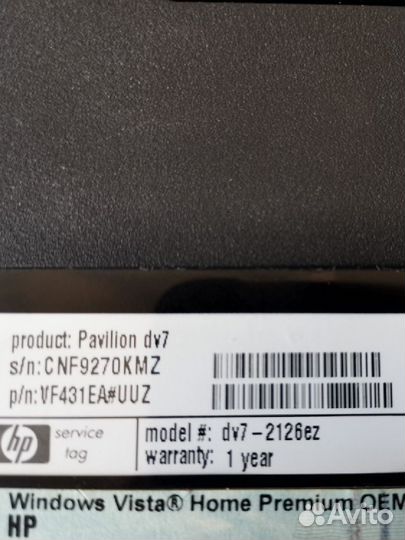 product: Pavilion dv7
s/n: CNF9270KMZ
p/n: VF431EA#UUZ
hp service tag
model #: dv7-2126ez
warranty: 1 year
Windows Vista® Home Premium OEM
HP
Avito